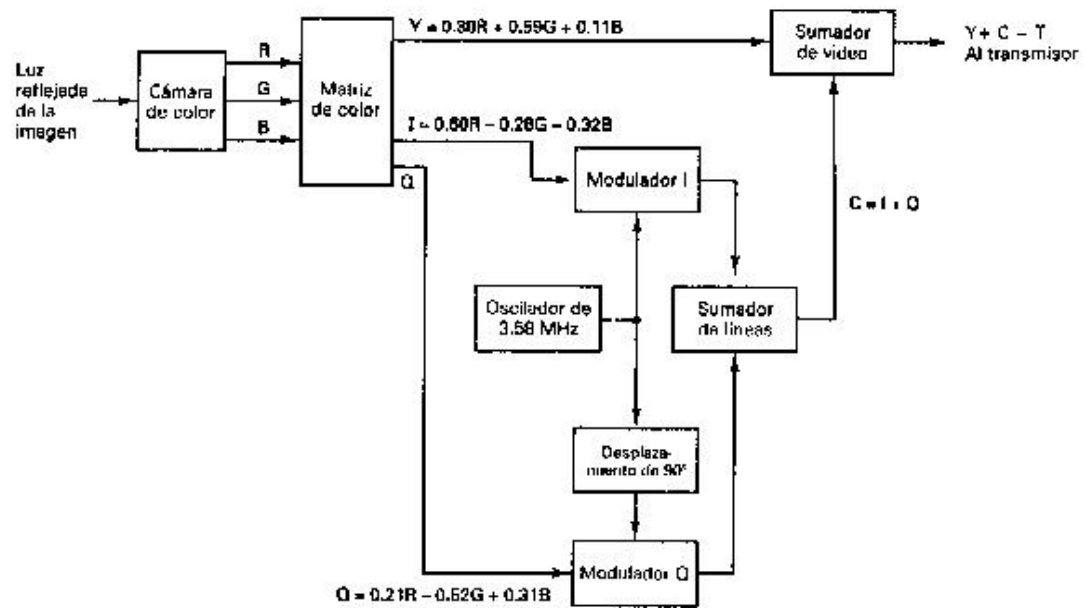 Luz
reflejada
de la
imagen
Cámara
de color
R
G
B
Matriz
de color
Y = 0.30R + 0.59G + 0.11B
I = 0.60R – 0.28G – 0.32B
Q
Sumador
de video
Y + C = T
Al transmisor
Modulador I
C = I + Q
Oscilador de
3.58 MHz
Sumador
de líneas
Desplaza-
miento de 90°
Modulador Q
Q = 0.21R – 0.52G + 0.31B